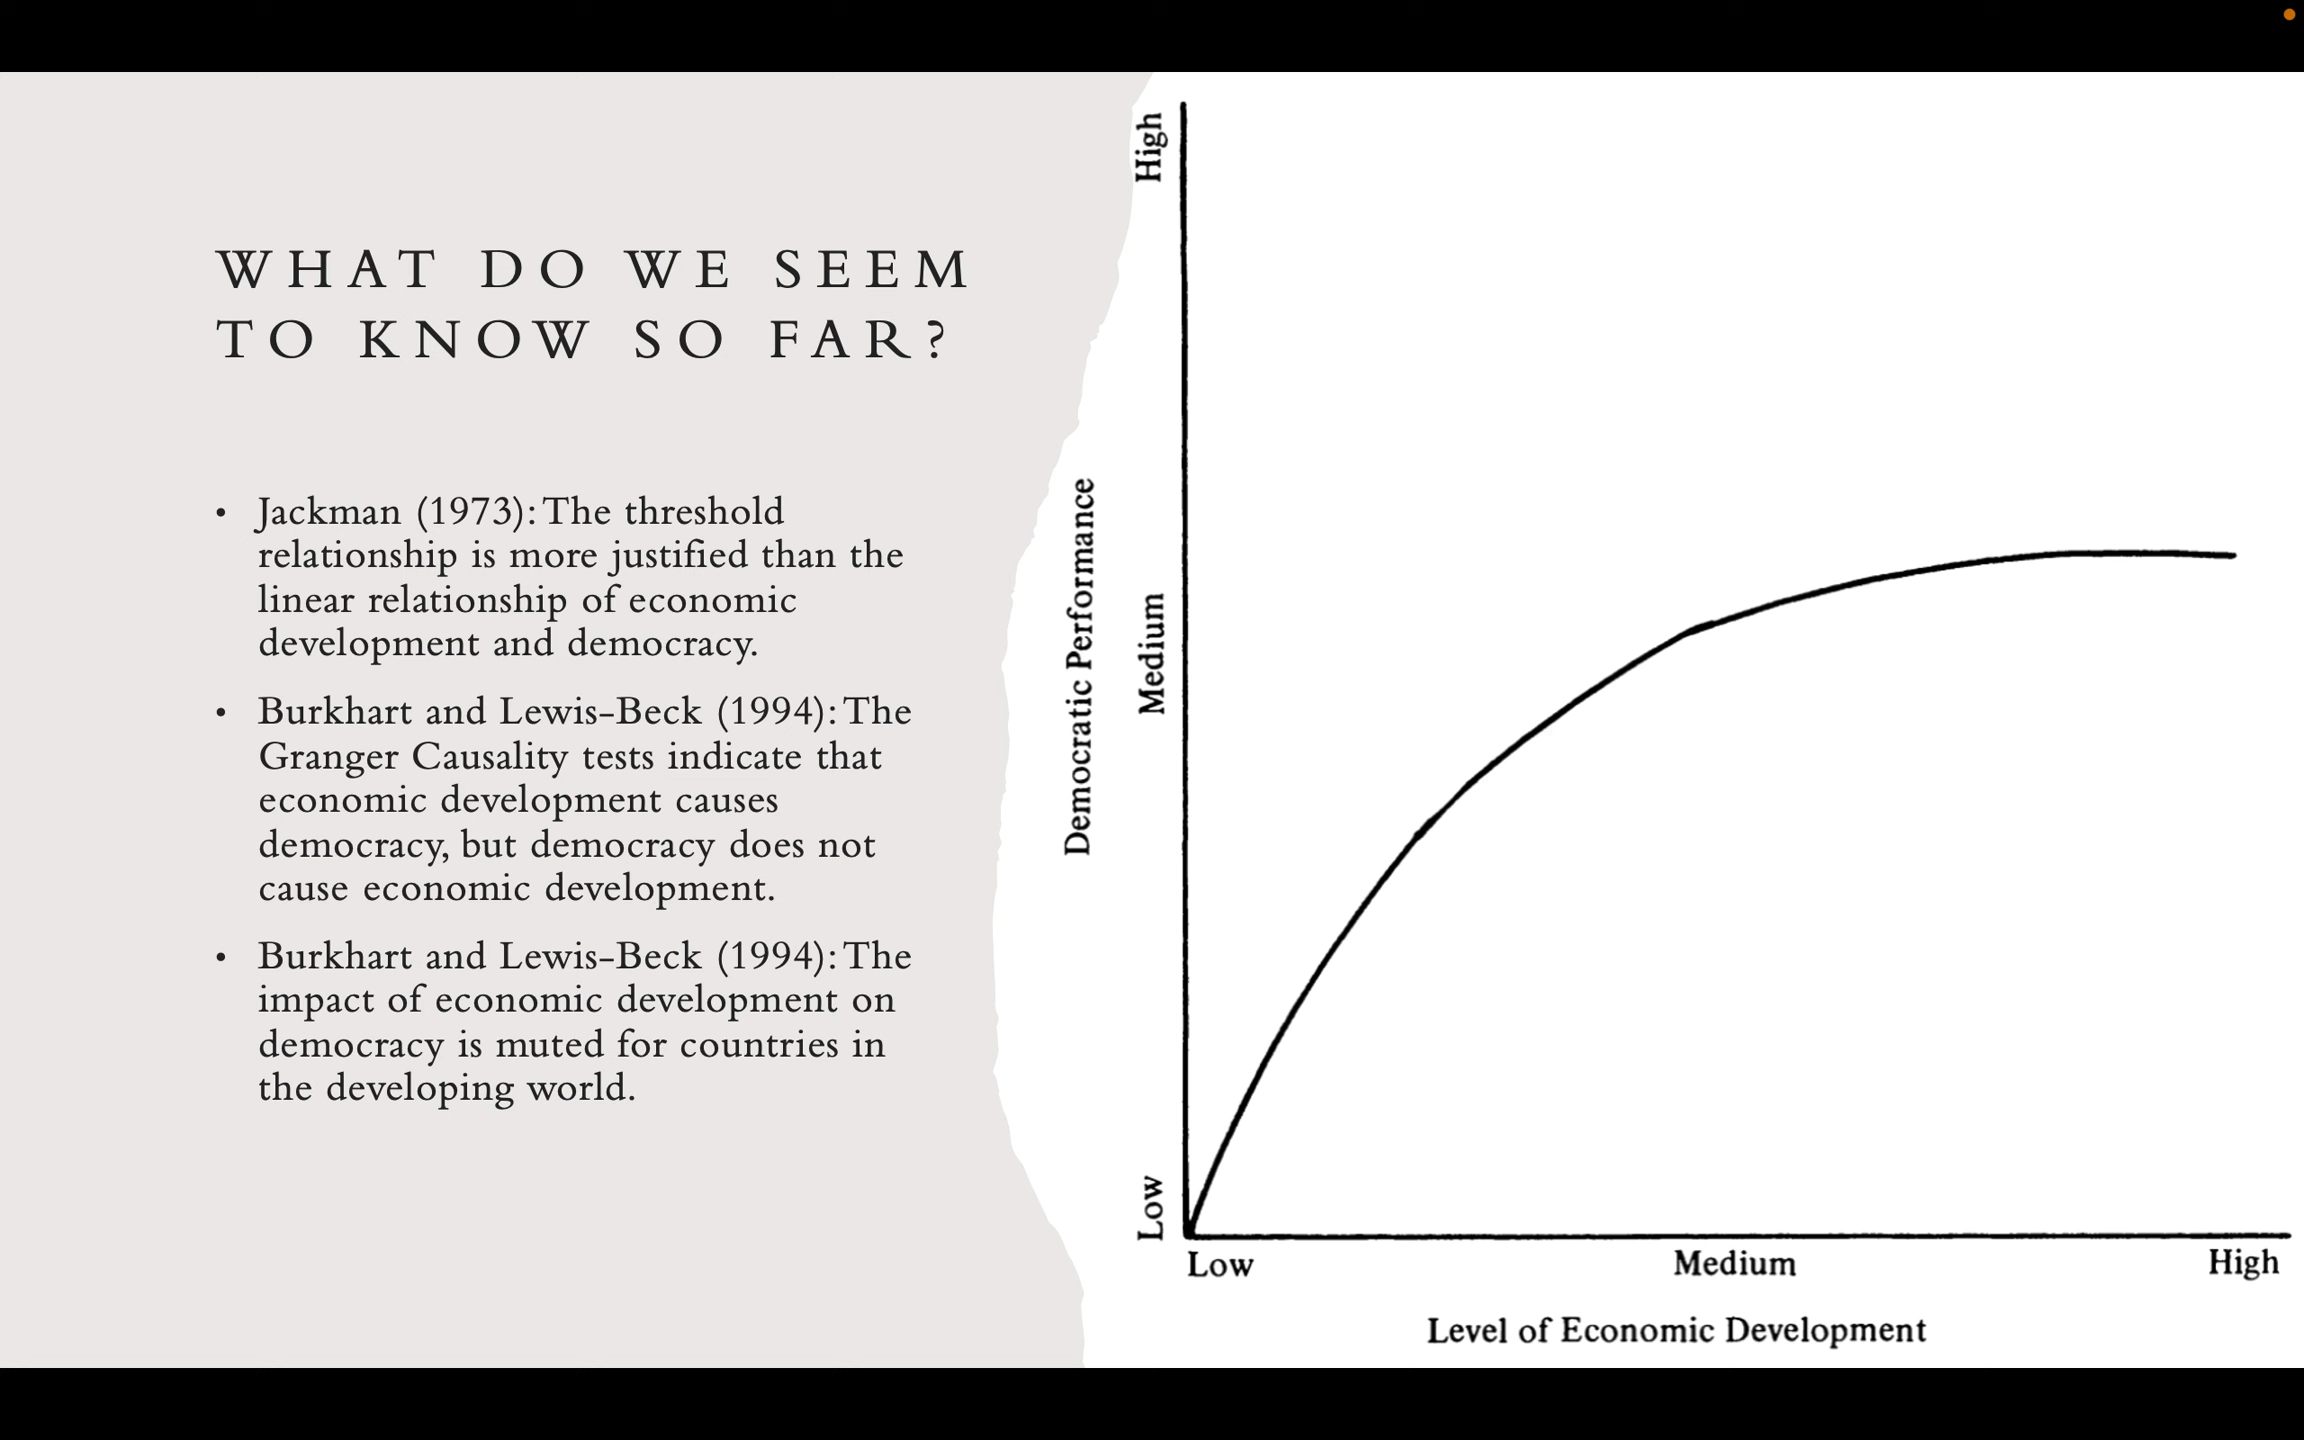 WHAT DO WE SEEM
TO KNOW SO FAR?
• Jackman (1973): The threshold
relationship is more justified than the
linear relationship of economic
development and democracy.
• Burkhart and Lewis-Beck (1994): The
Granger Causality tests indicate that
economic development causes
democracy, but democracy does not
cause economic development.
• Burkhart and Lewis-Beck (1994): The
impact of economic development on
democracy is muted for countries in
the developing world.
Democratic Performance
High
Medium
Low
Low
Medium
High
Level of Economic Development